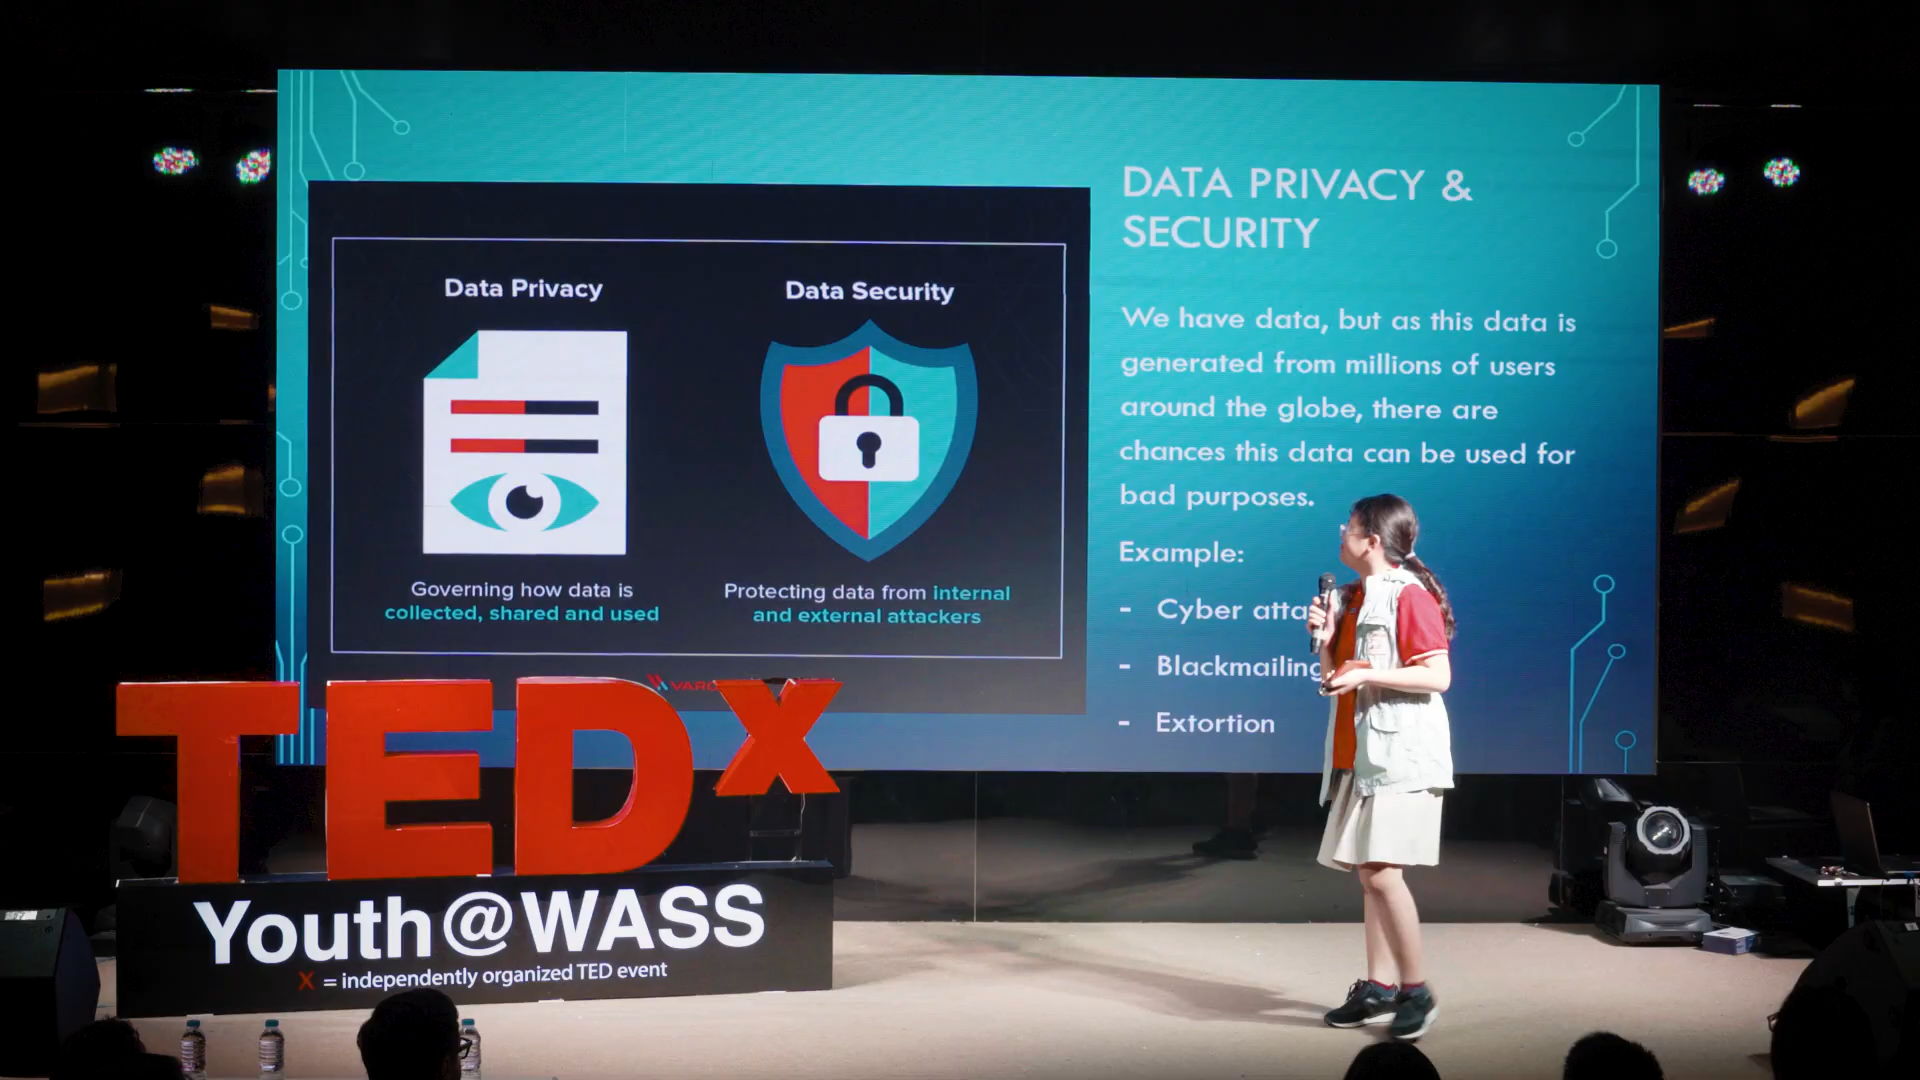 DATA PRIVACY &
SECURITY
Data Privacy
Data Security
Governing how data is
collected, shared and used
Protecting data from internal
and external attackers
We have data, but as this data is
generated from millions of users
around the globe, there are
chances this data can be used for
bad purposes.
Example:
- Cyber
- Blackmailing
- Extortion
TEDx
Youth@WASS
X = independently organized TED event